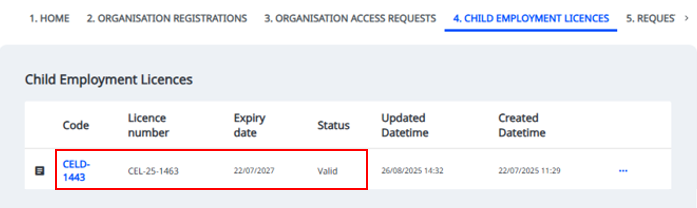 1. HOME 2. ORGANISATION REGISTRATIONS 3. ORGANISATION ACCESS REQUESTS 4. CHILD EMPLOYMENT LICENCES 5. REQUES >
Child Employment Licences
Code Licence number Expiry date Status Updated Datetime Created Datetime
CELD-1443 CEL-25-1463 22/07/2027 Valid 26/08/2025 14:32 22/07/2025 11:29 ...